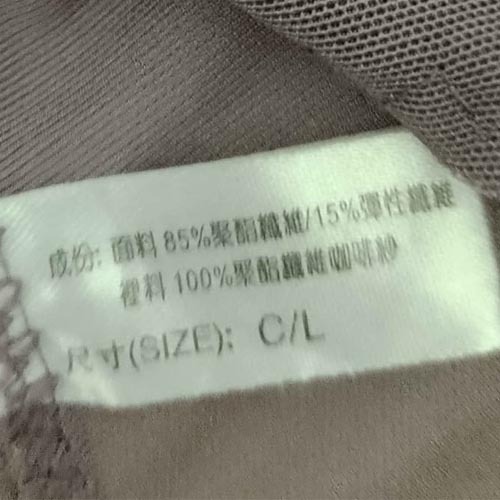 成份: 面料 85%聚酯纖維/15%彈性纖維
裡料 100%聚酯纖維咖啡紗
尺寸(SIZE): C/L